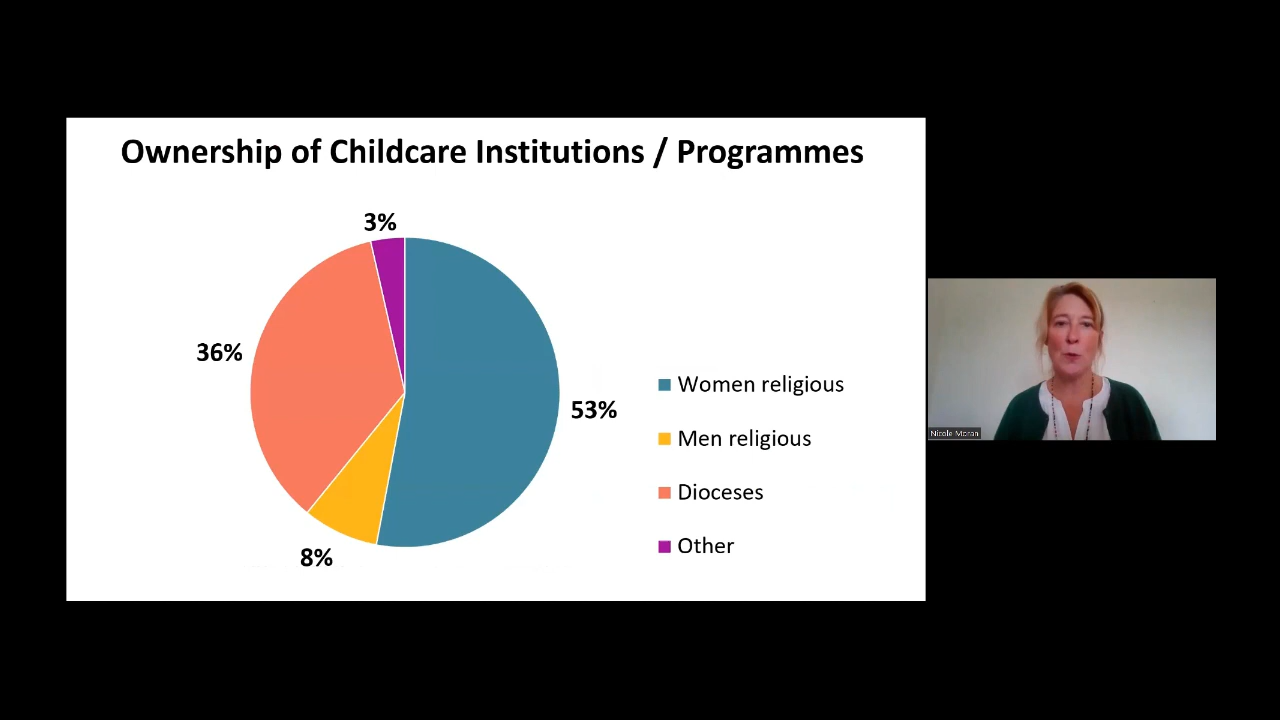 Ownership of Childcare Institutions / Programmes
3%
36%
53%
8%
Women religious
Men religious
Dioceses
Other
Nicole Moran